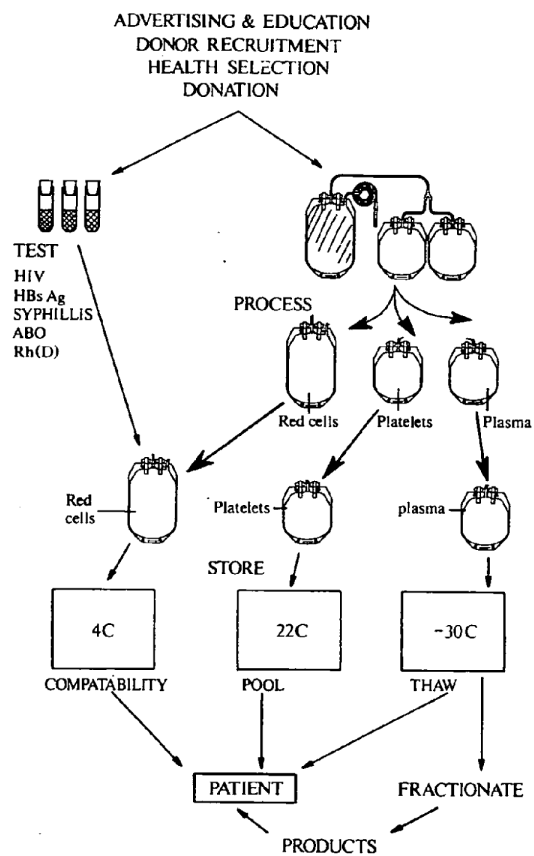 ADVERTISING & EDUCATION
DONOR RECRUITMENT
HEALTH SELECTION
DONATION
TEST
HIV
HBs Ag
SYPHILLIS
ABO
Rh(D)
PROCESS
Red cells
Platelets
Plasma
Red
cells
Platelets
plasma
STORE
4C
22C
-30C
COMPATABILITY
POOL
THAW
PATIENT
FRACTIONATE
PRODUCTS